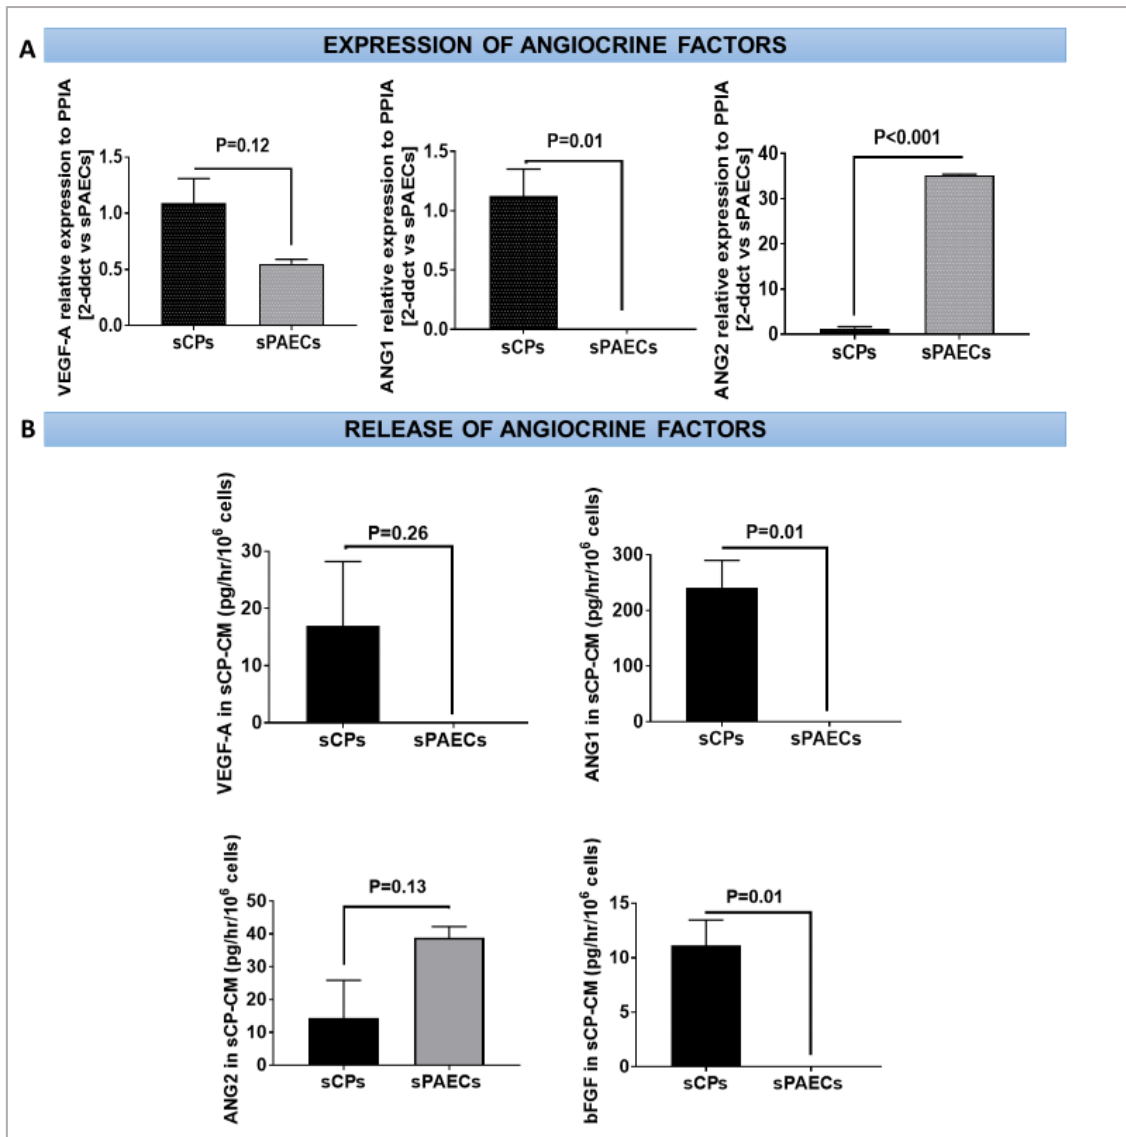 A
EXPRESSION OF ANGIOCRINE FACTORS
VEGF-A relative expression to PPIA
[2-ddct vs sPAECs]
P=0.12
1.5
1.0
0.5
0.0
sCPs sPAECs
ANG1 relative expression to PPIA
[2-ddct vs sPAECs]
P=0.01
1.5
1.0
0.5
0.0
sCPs sPAECs
ANG2 relative expression to PPIA
[2-ddct vs sPAECs]
P<0.001
40
30
20
10
0
sCPs sPAECs
B
RELEASE OF ANGIOCRINE FACTORS
VEGF-A in sCP-CM (pg/hr/10⁶ cells)
P=0.26
30
20
10
0
sCPs sPAECs
ANG1 in sCP-CM (pg/hr/10⁶ cells)
P=0.01
300
200
100
0
sCPs sPAECs
ANG2 in sCP-CM (pg/hr/10⁶ cells)
P=0.13
50
40
30
20
10
0
sCPs sPAECs
bFGF in sCP-CM (pg/hr/10⁶ cells)
P=0.01
15
10
5
0
sCPs sPAECs